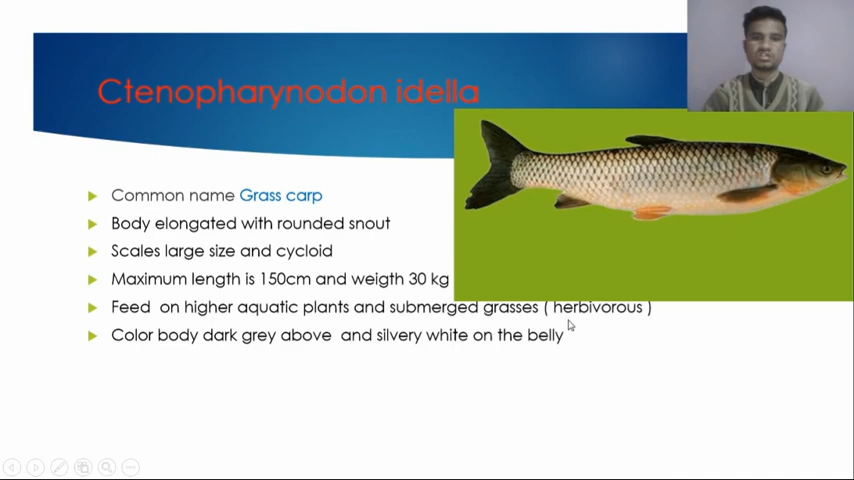 Ctenopharynodon idella
Common name Grass carp
Body elongated with rounded snout
Scales large size and cycloid
Maximum length is 150cm and weigth 30 kg
Feed on higher aquatic plants and submerged grasses ( herbivorous )
Color body dark grey above and silvery white on the belly